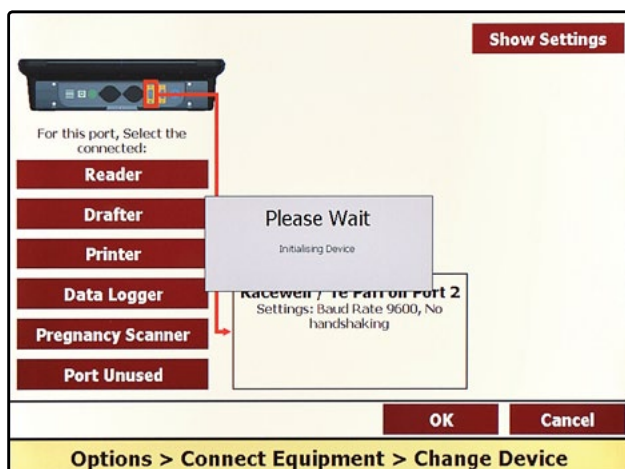 Show Settings
For this port, Select the
connected:
Reader
Drafter
Printer
Data Logger
Pregnancy Scanner
Port Unused
Please Wait
Initialising Device
Racewell / Te Pari on Port 2
Settings: Baud Rate 9600, No
handshaking
OK
Cancel
Options > Connect Equipment > Change Device